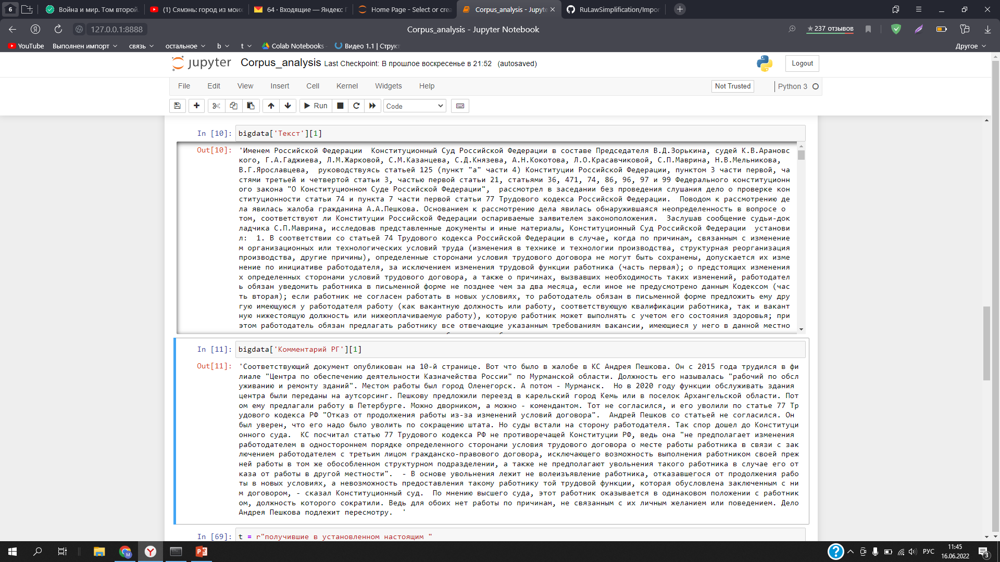 6
Война и мир. Том второй.
(1) Сямэнь: город из моих
64 · Входящие — Яндекс
Home Page - Select or crea
Corpus_analysis - Jupyte
RuLawSimplification/Impor
127.0.0.1:8888
Corpus_analysis - Jupyter Notebook
★ 237 отзывов
YouTube
Выполнен импорт
связь
остальное
b
t
Colab Notebooks
Видео 1.1 | Структ
Другое
jupyter
Corpus_analysis Last Checkpoint: В прошлое воскресенье в 21:52 (autosaved)
Logout
File Edit View Insert Cell Kernel Widgets Help
Not Trusted
Python 3
Run
Code
In [10]: bigdata['Текст'][1]
Out[10]: 'Именем Российской Федерации  Конституционный Суд Российской Федерации в составе Председателя В.Д.Зорькина, судей К.В.Арановс
кого, Г.А.Гаджиева, Л.М.Жарковой, С.М.Казанцева, С.Д.Князева, А.Н.Кокотова, Л.О.Красавчиковой, С.П.Маврина, Н.В.Мельникова,
В.Г.Ярославцева,  руководствуясь статьей 125 (пункт "а" части 4) Конституции Российской Федерации, пунктом 3 части первой, ча
стями третьей и четвертой статьи 3, частью первой статьи 21, статьями 36, 471, 74, 86, 96, 97 и 99 Федерального конституционн
ого закона "О Конституционном Суде Российской Федерации",  рассмотрел в заседании без проведения слушания дело о проверке кон
ституционности статьи 74 и пункта 7 части первой статьи 77 Трудового кодекса Российской Федерации.  Поводом к рассмотрению де
ла явилась жалоба гражданина А.А.Пешкова. Основанием к рассмотрению дела явилась обнаружившаяся неопределенность в вопросе о
том, соответствуют ли Конституции Российской Федерации оспариваемые заявителем законоположения.  Заслушав сообщение судьи-док
ладчика С.П.Маврина, исследовав представленные документы и иные материалы, Конституционный Суд Российской Федерации  установи
л:  1. В соответствии со статьей 74 Трудового кодекса Российской Федерации в случае, когда по причинам, связанным с изменение
м организационных или технологических условий труда (изменения в технике и технологии производства, структурная реорганизация
производства, другие причины), определенные сторонами условия трудового договора не могут быть сохранены, допускается их изме
нение по инициативе работодателя, за исключением изменения трудовой функции работника (часть первая); о предстоящих изменения
х определенных сторонами условий трудового договора, а также о причинах, вызвавших необходимость таких изменений, работодател
ь обязан уведомить работника в письменной форме не позднее чем за два месяца, если иное не предусмотрено данным Кодексом (час
ть вторая); если работник не согласен работать в новых условиях, то работодатель обязан в письменной форме предложить ему дру
гую имеющуюся у работодателя работу (как вакантную должность или работу, соответствующую квалификации работника, так и вакант
ную нижестоящую должность или нижеоплачиваемую работу), которую работник может выполнять с учетом его состояния здоровья; при
этом работодатель обязан предлагать работнику все отвечающие указанным требованиям вакансии, имеющиеся у него в данной местно
In [11]: bigdata['Комментарий РГ'][1]
Out[11]: 'Соответствующий документ опубликован на 10-й странице. Вот что было в жалобе в КС Андрея Пешкова. Он с 2015 года трудился в фи
лиале "Центра по обеспечению деятельности Казначейства России" по Мурманской области. Должность его называлась "рабочий по обсл
уживанию и ремонту зданий". Местом работы был город Оленегорск. А потом - Мурманск.  Но в 2020 году функции обслуживать здания
центра были переданы на аутсорсинг. Пешкову предложили переезд в карельский город Кемь или в поселок Архангельской области. Пот
ом ему предлагали работу в Петербурге. Можно дворником, а можно - комендантом. Тот не согласился, и его уволили по статье 77 Тр
удового кодекса РФ "Отказ от продолжения работы из-за изменений условий договора".  Андрей Пешков со статьей не согласился. Он
был уверен, что его надо было уволить по сокращению штата. Но суды встали на сторону работодателя. Так спор дошел до Конституци
онного суда.  КС посчитал статью 77 Трудового кодекса РФ не противоречащей Конституции РФ, ведь она "не предполагает изменения
работодателем в одностороннем порядке определенного сторонами условия трудового договора о месте работы работника в связи с зак
лючением работодателем с третьим лицом гражданско-правового договора, исключающего возможность выполнения работником своей преж
ней работы в том же обособленном структурном подразделении, а также не предполагают увольнения такого работника в случае его от
каза от работы в другой местности".  - В основе увольнения лежит не волеизъявление работника, отказавшегося от продолжения рабо
ты в новых условиях, а невозможность предоставления такому работнику той трудовой функции, которая обусловлена заключенным с ни
м договором, - сказал Конституционный суд.  По мнению высшего суда, этот работник оказывается в одинаковом положении с работник
ом, должность которого сократили. Ведь для обоих нет работы по причинам, не связанным с их личным желанием или поведением. Дело
Андрея Пешкова подлежит пересмотру.  '
In [69]: t = r"получившие в установленном настоящим "
РУС
11:45
16.06.2022
3